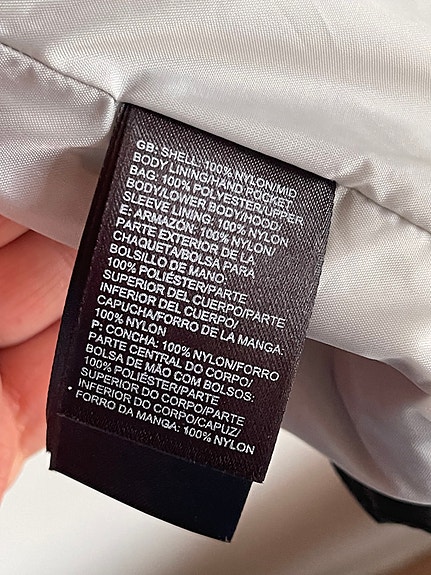 GB: SHELL: 100% NYLON/MID
BODY LINING/HAND POCKET
BAG: 100% POLYESTER/UPPER
BODY/LOWER BODY/HOOD/
SLEEVE LINING: 100% NYLON
E: ARMAZÓN: 100% NYLON/
PARTE EXTERIOR DE LA
CHAQUETA/BOLSA PARA
BOLSILLO DE MANO:
100% POLIÉSTER/PARTE
SUPERIOR DEL CUERPO/PARTE
INFERIOR DEL CUERPO/
CAPUCHA/FORRO DE LA MANGA:
100% NYLON
P: CONCHA: 100% NYLON/FORRO
PARTE CENTRAL DO CORPO/
BOLSA DE MÃO COM BOLSOS:
100% POLIÉSTER/PARTE
SUPERIOR DO CORPO/PARTE
INFERIOR DO CORPO/CAPUZ/
FORRO DA MANGA: 100% NYLON